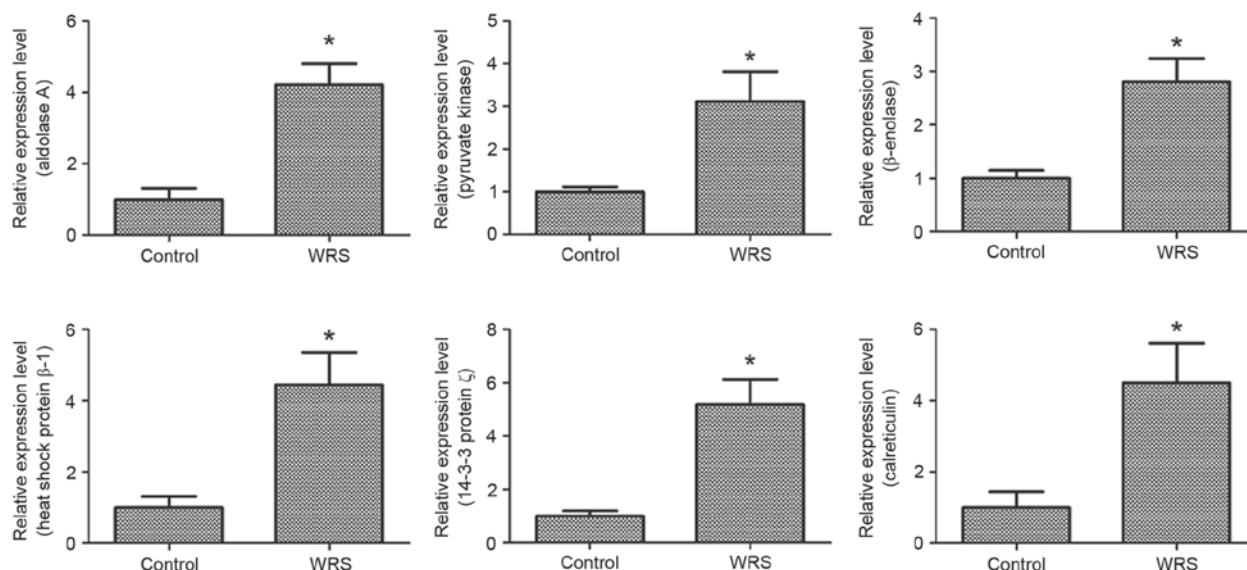 Relative expression level
(aldolase A)
6
4
2
0
*
Control WRS
Relative expression level
(pyruvate kinase)
5
4
3
2
1
0
*
Control WRS
Relative expression level
(β-enolase)
4
3
2
1
0
*
Control WRS
Relative expression level
(heat shock protein β-1)
6
4
2
0
*
Control WRS
Relative expression level
(14-3-3 protein ζ)
8
6
4
2
0
*
Control WRS
Relative expression level
(calreticulin)
6
4
2
0
*
Control WRS